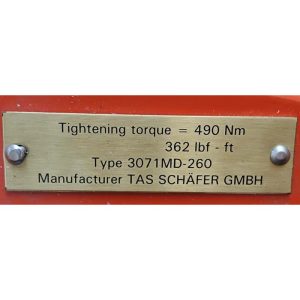 Tightening torque = 490 Nm
362 lbf - ft
Type 3071MD-260
Manufacturer TAS SCHÄFER GMBH